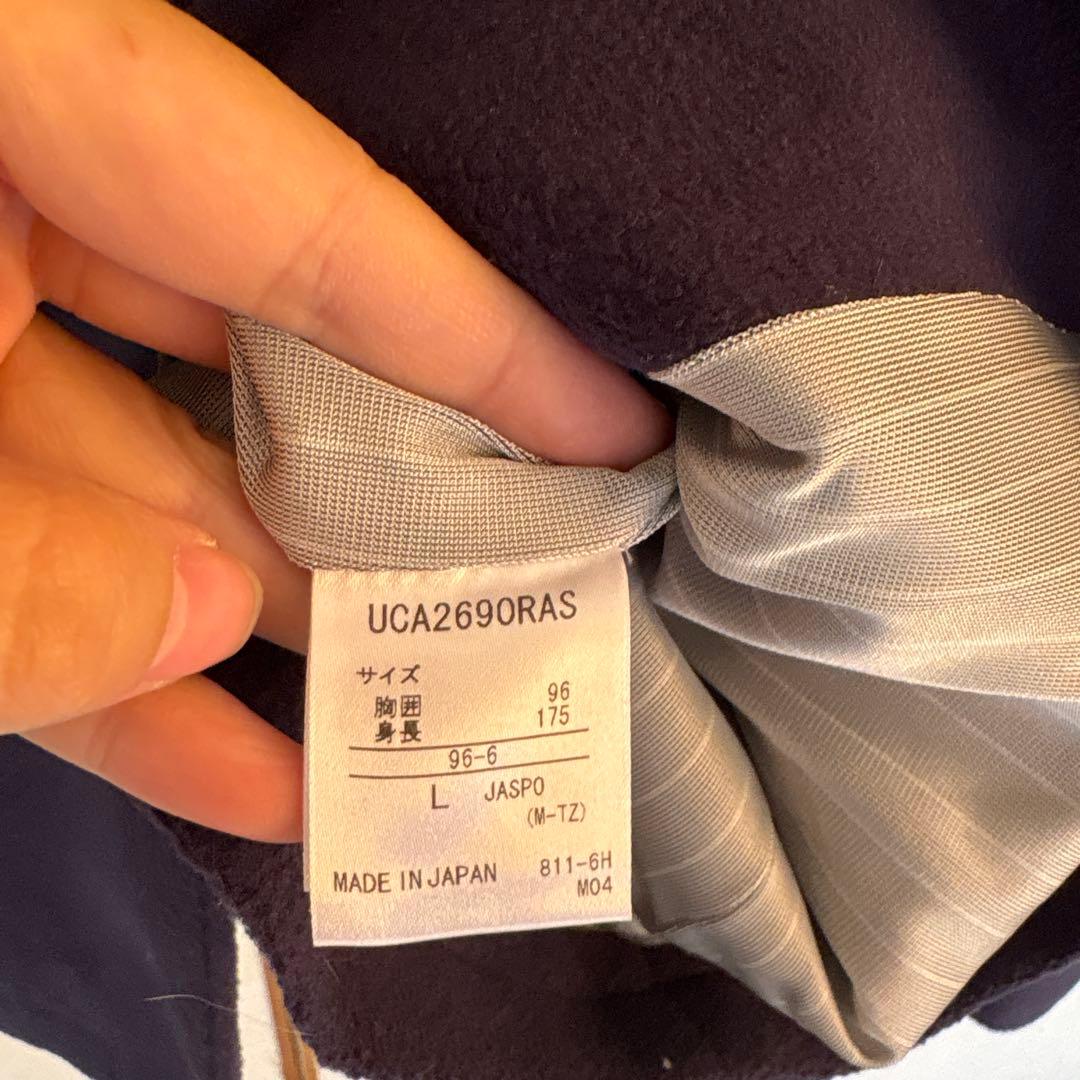 UCA2690RAS
サイズ
胸囲 96
身長 175
96-6
L JASPO
(M-TZ)
MADE IN JAPAN 811-6H
M04